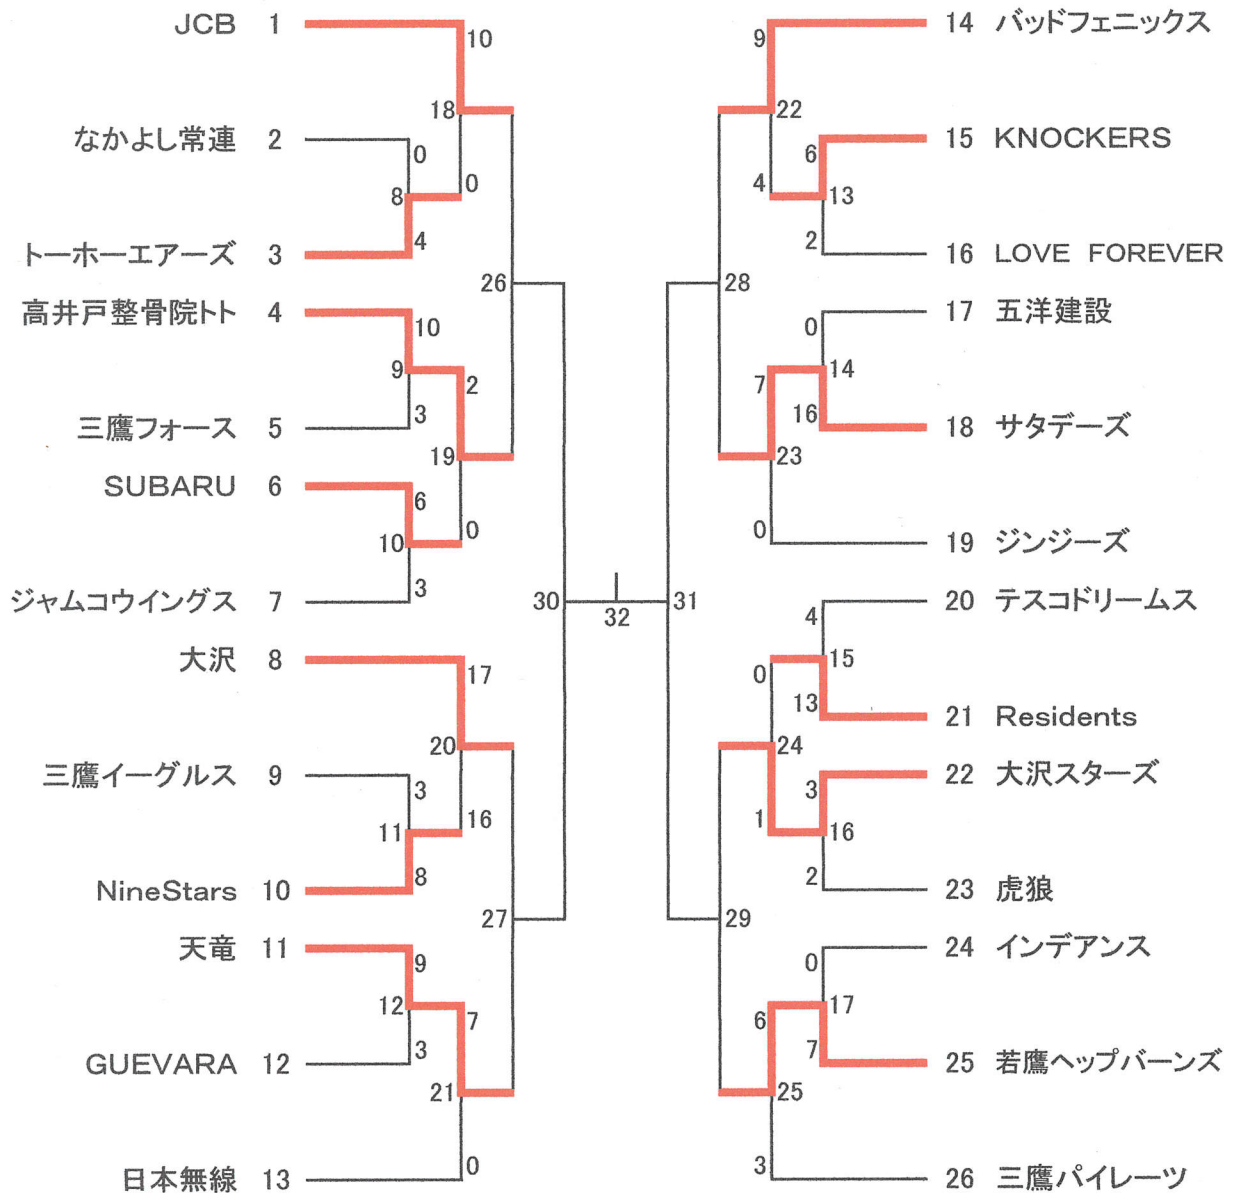 JCB 1
なかよし常連 2
トーホーエアーズ 3
高井戸整骨院トト 4
三鷹フォース 5
SUBARU 6
ジャムコウイングス 7
大沢 8
三鷹イーグルス 9
NineStars 10
天竜 11
GUEVARA 12
日本無線 13
10
18
0
8
0
4
26
10
9
2
3
19
6
0
10
3
30
17
20
3
16
11
8
27
9
12
7
3
21
0
32
9
22
6
4
13
2
28
0
7
14
16
23
0
31
4
0
15
13
24
3
1
16
2
29
0
6
17
7
25
3
14 バッドフェニックス
15 KNOCKERS
16 LOVE FOREVER
17 五洋建設
18 サタデーズ
19 ジンジーズ
20 テスコドリームス
21 Residents
22 大沢スターズ
23 虎狼
24 インデアンス
25 若鷹ヘップバーンズ
26 三鷹パイレーツ